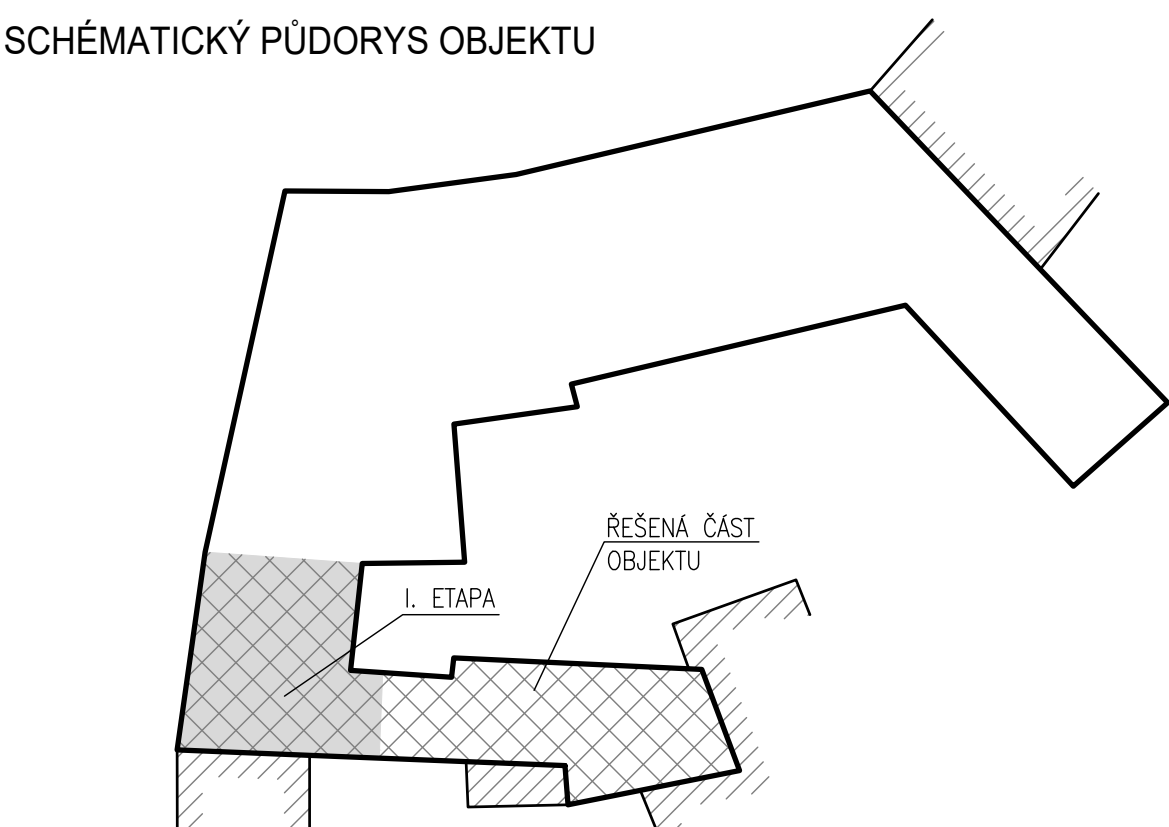 SCHÉMATICKÝ PŮDORYS OBJEKTU
ŘEŠENÁ ČÁST
OBJEKTU
I. ETAPA